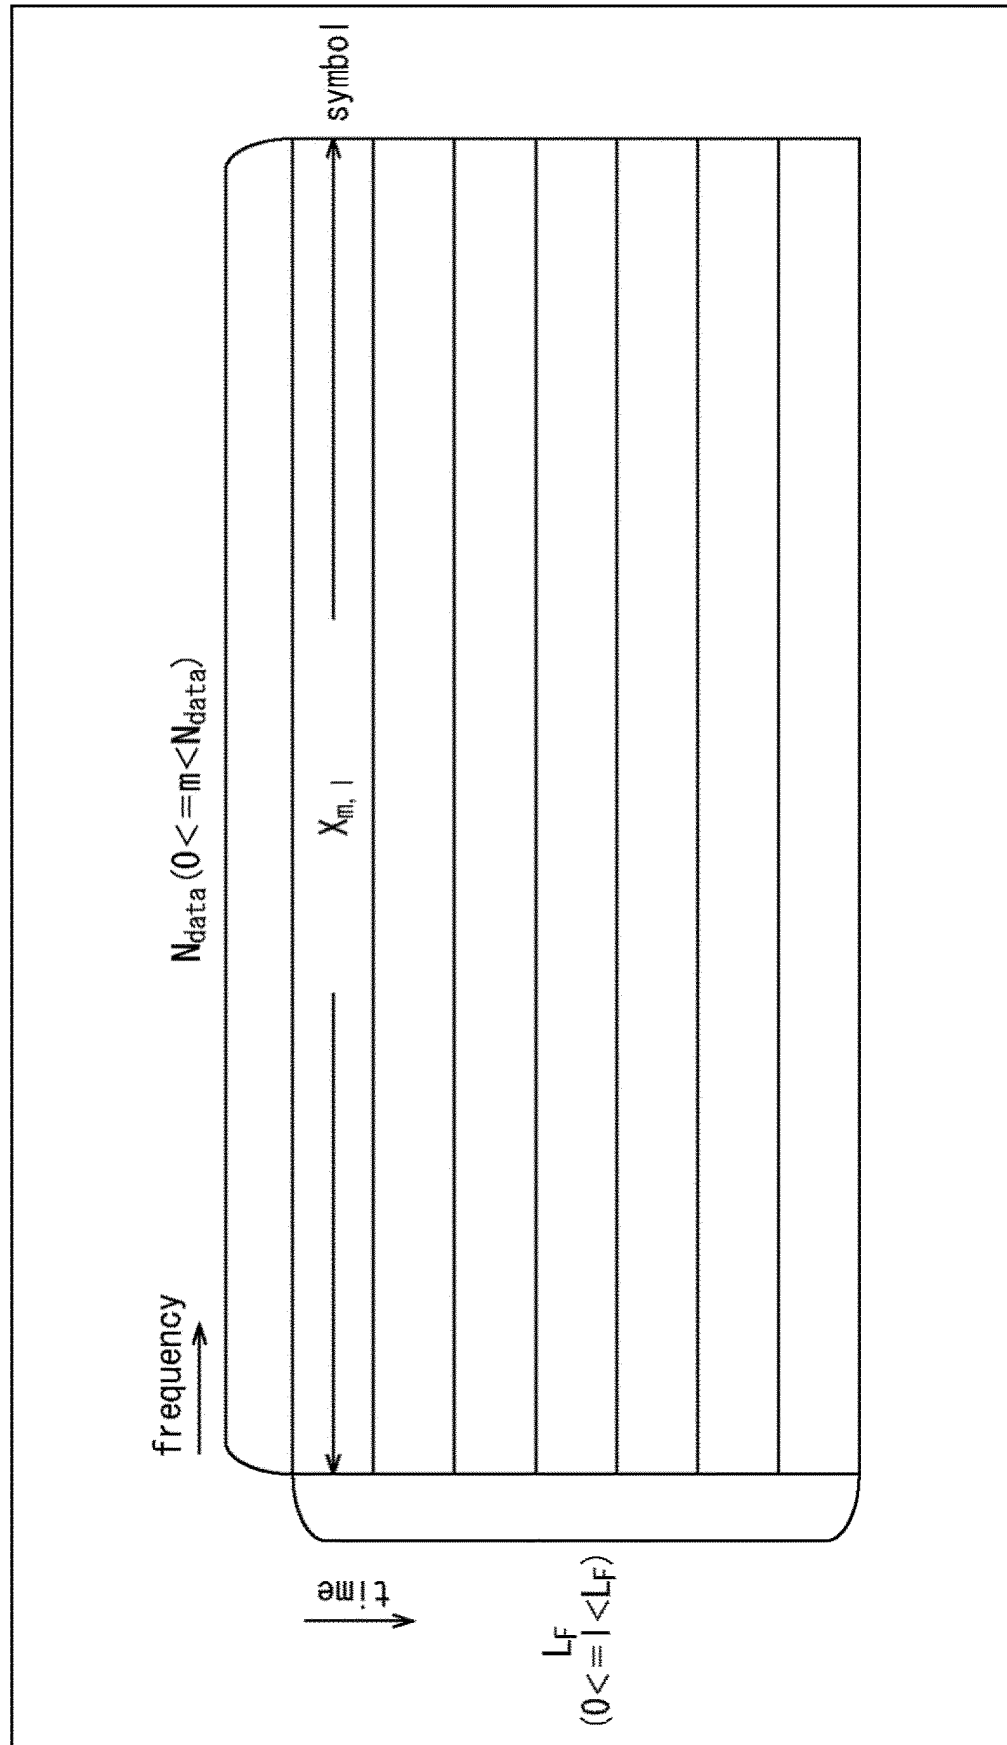 N_data (0<=m<N_data)
frequency
X_m, l
symbol
time
L_F
(0<=l<L_F)